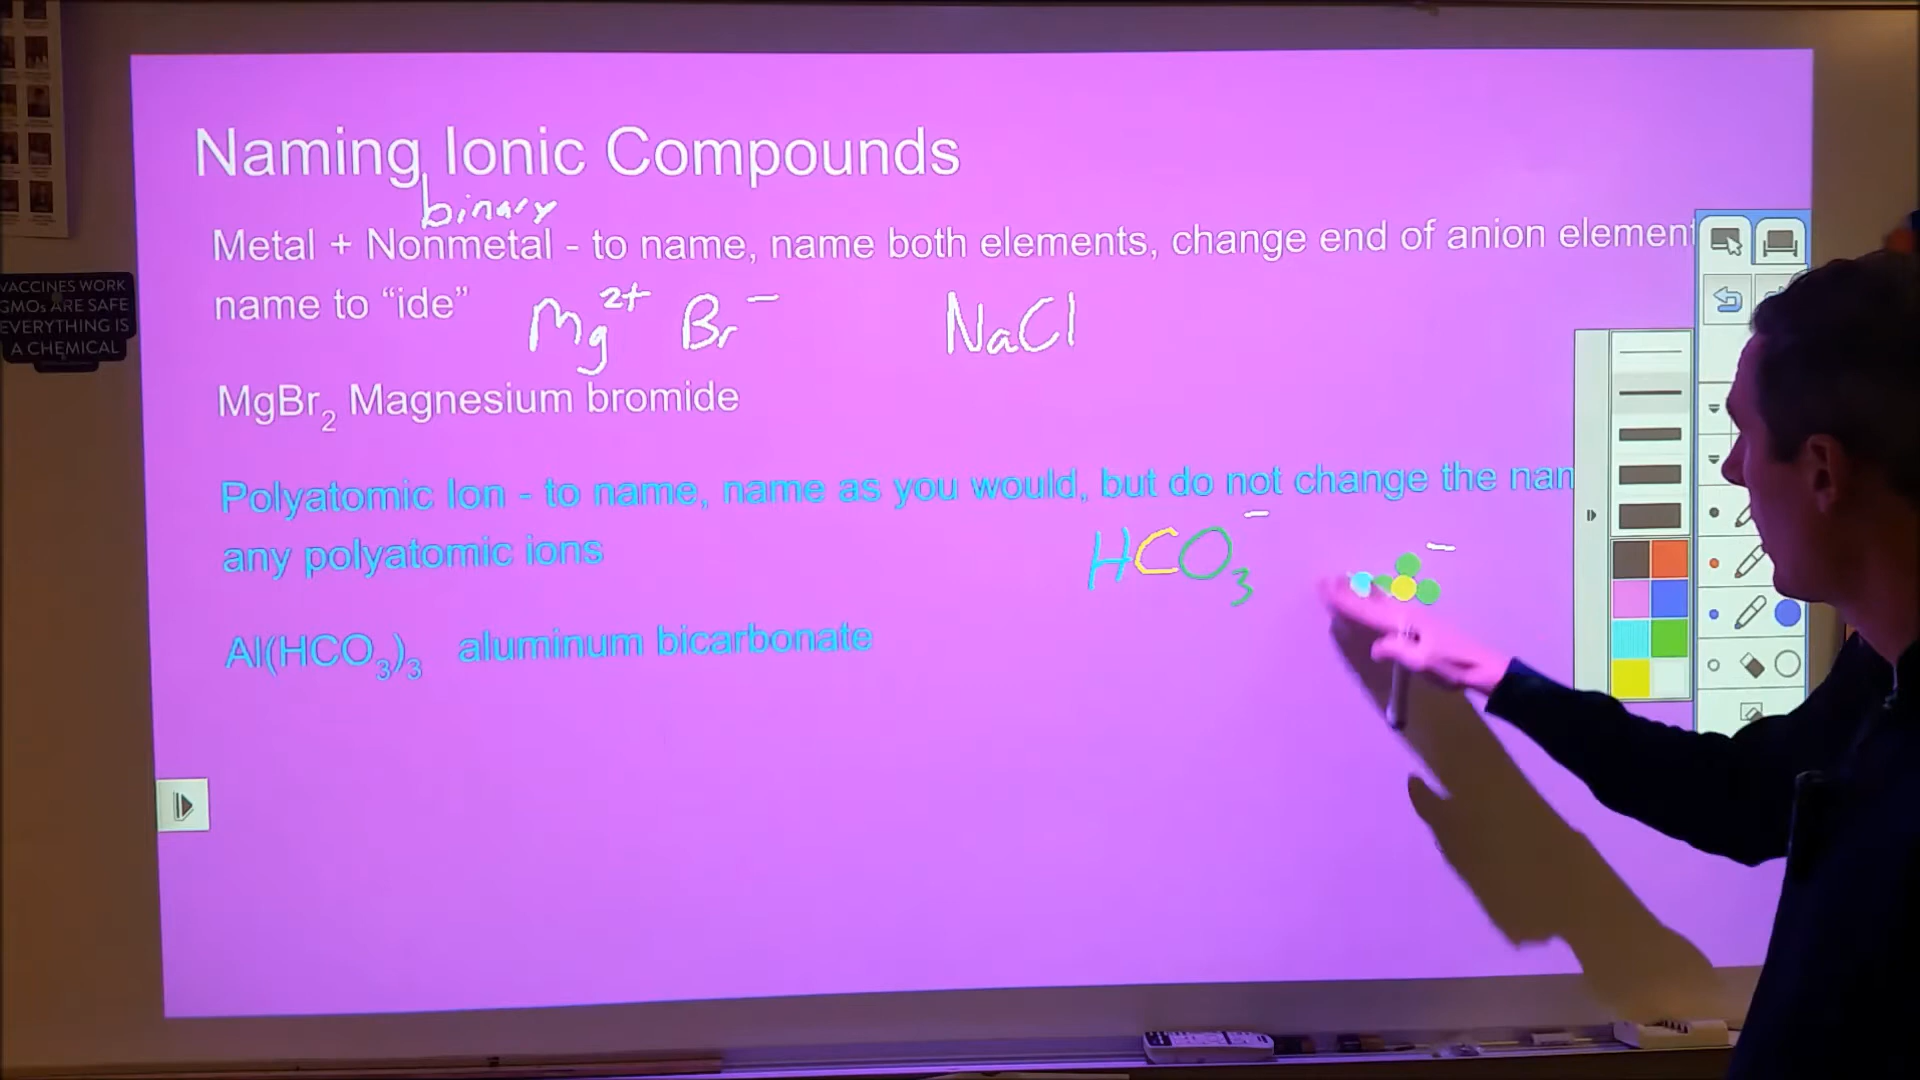 Naming Ionic Compounds
binary
Metal + Nonmetal - to name, name both elements, change end of anion element
name to “ide”
Mg²⁺ Br⁻ NaCl
MgBr₂ Magnesium bromide
Polyatomic Ion - to name, name as you would, but do not change the nam
any polyatomic ions
HCO₃⁻
Al(HCO₃)₃ aluminum bicarbonate
VACCINES WORK
GMOs ARE SAFE
EVERYTHING IS
A CHEMICAL